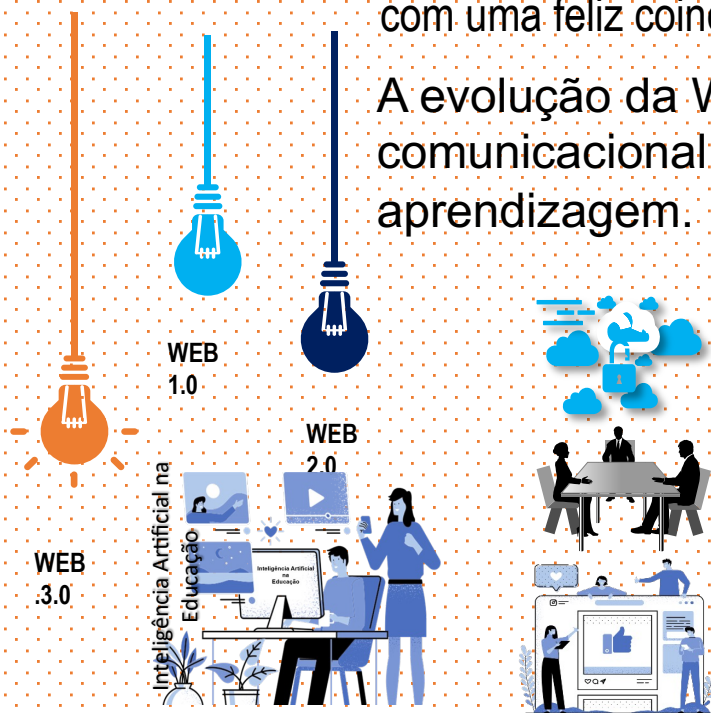 com uma feliz
A evolução da
comunicacional
aprendizagem.
WEB
1.0
WEB
2.0
WEB
.3.0
Inteligência Artificial na
Educação
Inteligência Artificial
na
Educação